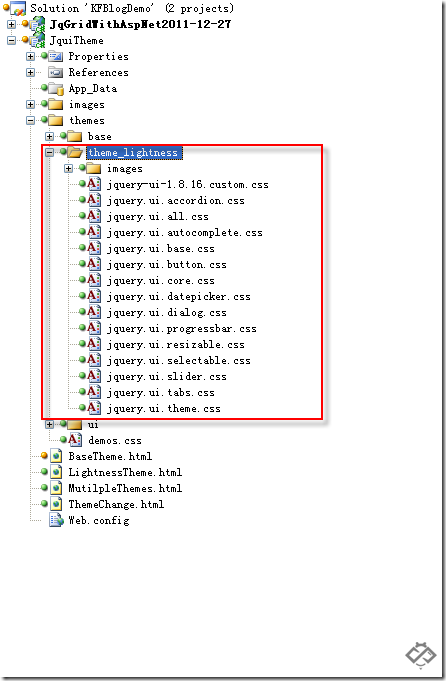 Solution 'KFBlogDemo' (2 projects)
JqGridWithAspNet2011-12-27
JquiTheme
Properties
References
App_Data
images
themes
base
theme_lightness
images
jquery-ui-1.8.16.custom.css
jquery.ui.accordion.css
jquery.ui.all.css
jquery.ui.autocomplete.css
jquery.ui.base.css
jquery.ui.button.css
jquery.ui.core.css
jquery.ui.datepicker.css
jquery.ui.dialog.css
jquery.ui.progressbar.css
jquery.ui.resizable.css
jquery.ui.selectable.css
jquery.ui.slider.css
jquery.ui.tabs.css
jquery.ui.theme.css
ui
demos.css
BaseTheme.html
LightnessTheme.html
MutilpleThemes.html
ThemeChange.html
Web.config